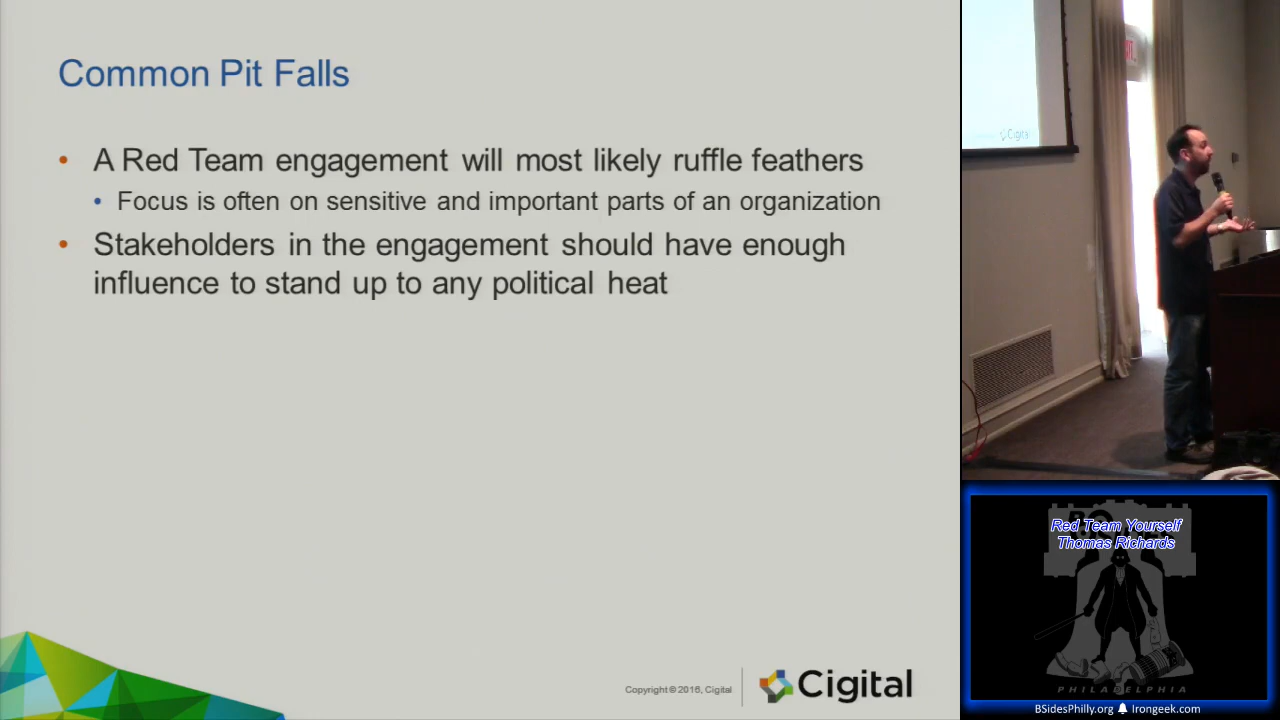 Common Pit Falls
• A Red Team engagement will most likely ruffle feathers
• Focus is often on sensitive and important parts of an organization
• Stakeholders in the engagement should have enough
influence to stand up to any political heat
Copyright © 2016, Cigital
Cigital
Cigital
Red Team Yourself
Thomas Richards
PHILADELPHIA
BSidesPhilly.org
Irongeek.com